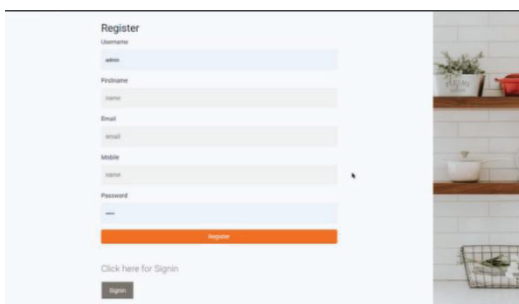 Register
Username
admin
Firstname
name
Email
email
Mobile
name
Password
Register
Click here for Signin
Signin